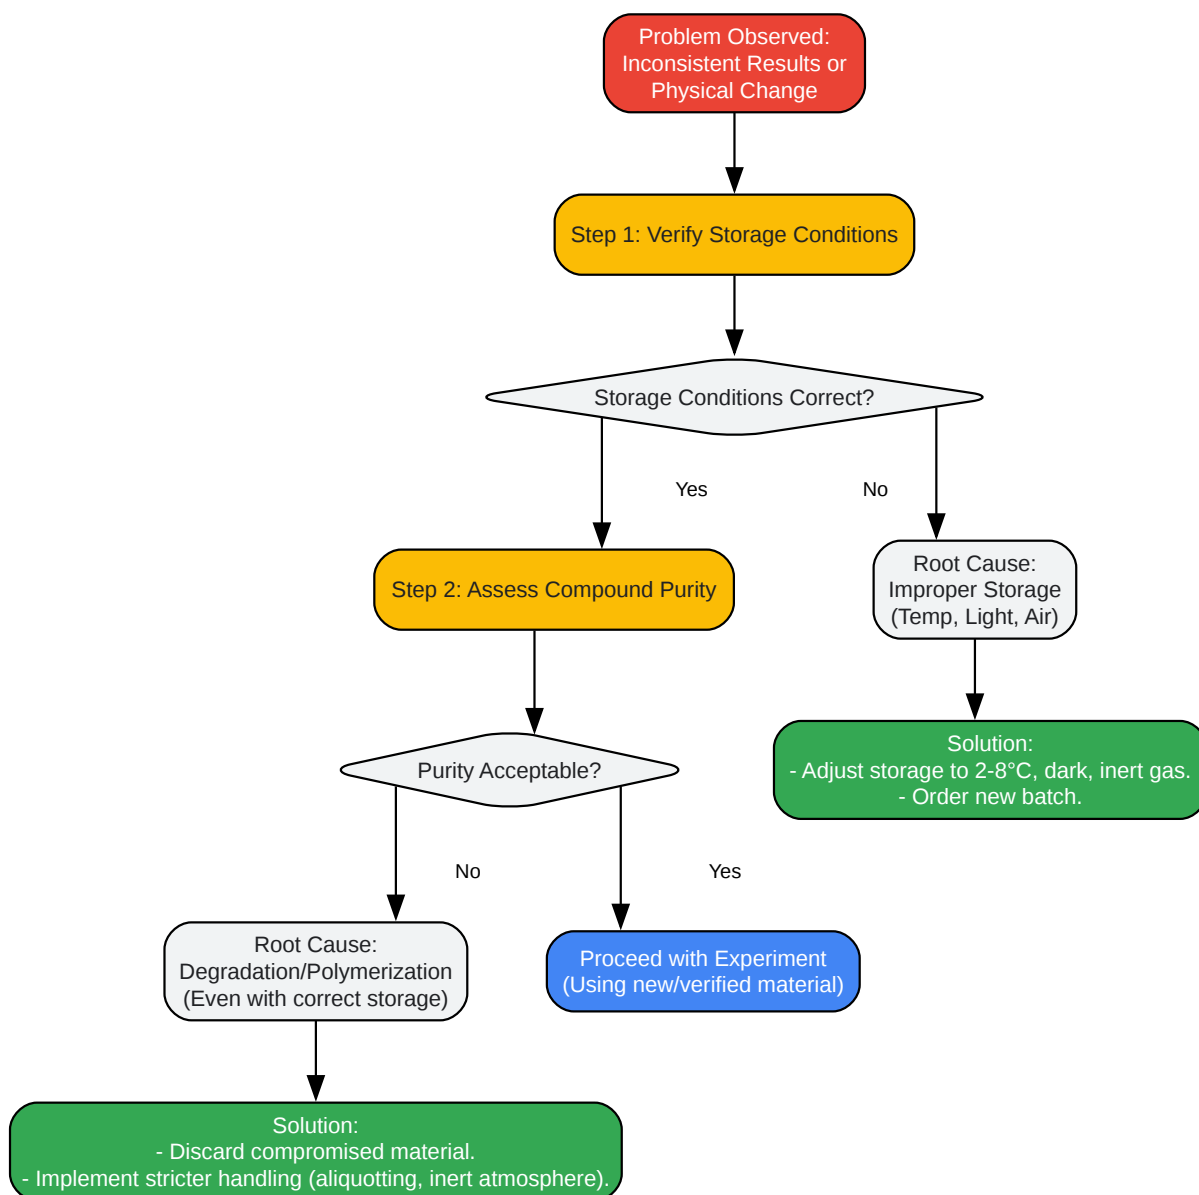 Problem Observed:
Inconsistent Results or
Physical Change
Step 1: Verify Storage Conditions
Storage Conditions Correct?
Yes
No
Step 2: Assess Compound Purity
Root Cause:
Improper Storage
(Temp, Light, Air)
Purity Acceptable?
Solution:
- Adjust storage to 2-8°C, dark, inert gas.
- Order new batch.
No
Yes
Root Cause:
Degradation/Polymerization
(Even with correct storage)
Proceed with Experiment
(Using new/verified material)
Solution:
- Discard compromised material.
- Implement stricter handling (aliquotting, inert atmosphere).